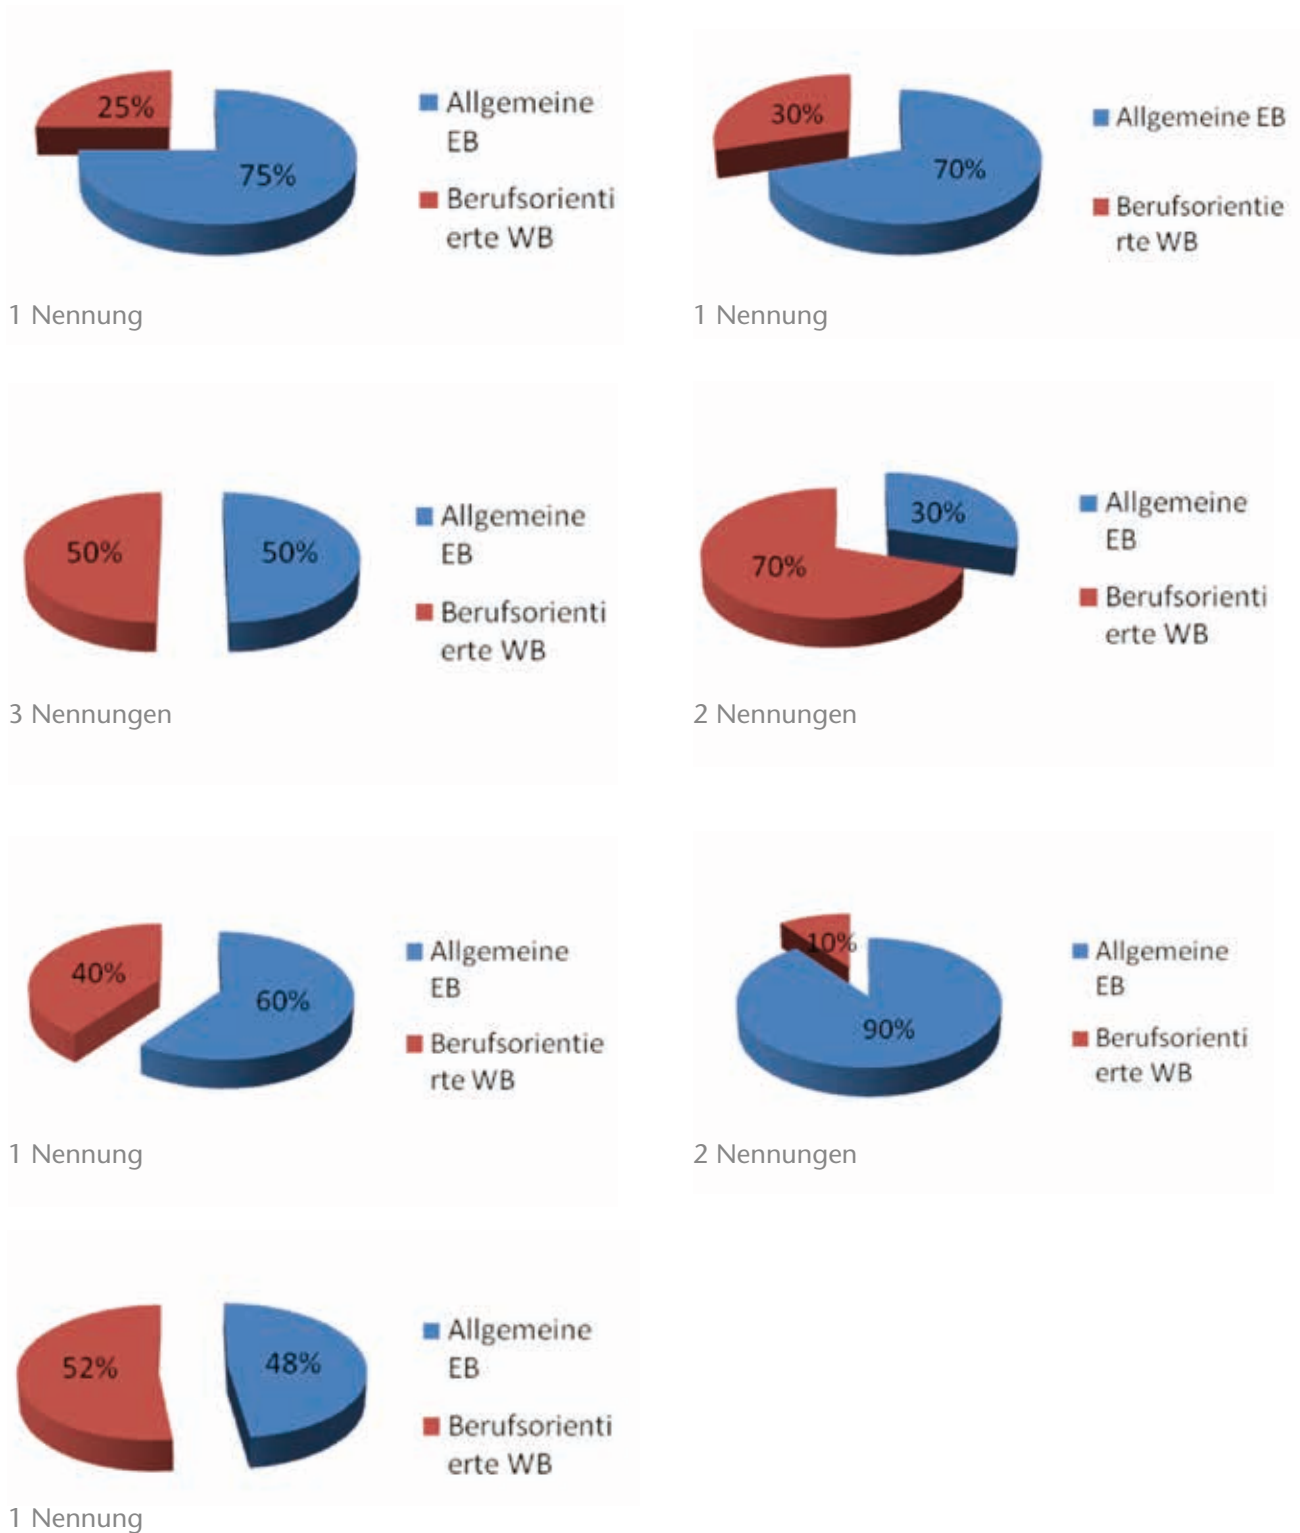 25%
75%
Allgemeine
EB
Berufsorienti
erte WB
1 Nennung
30%
70%
Allgemeine EB
Berufsorientie
rte WB
1 Nennung
50%
50%
Allgemeine
EB
Berufsorienti
erte WB
3 Nennungen
30%
70%
Allgemeine
EB
Berufsorienti
erte WB
2 Nennungen
40%
60%
Allgemeine
EB
Berufsorientie
rte WB
1 Nennung
10%
90%
Allgemeine
EB
Berufsorienti
erte WB
2 Nennungen
52%
48%
Allgemeine
EB
Berufsorienti
erte WB
1 Nennung